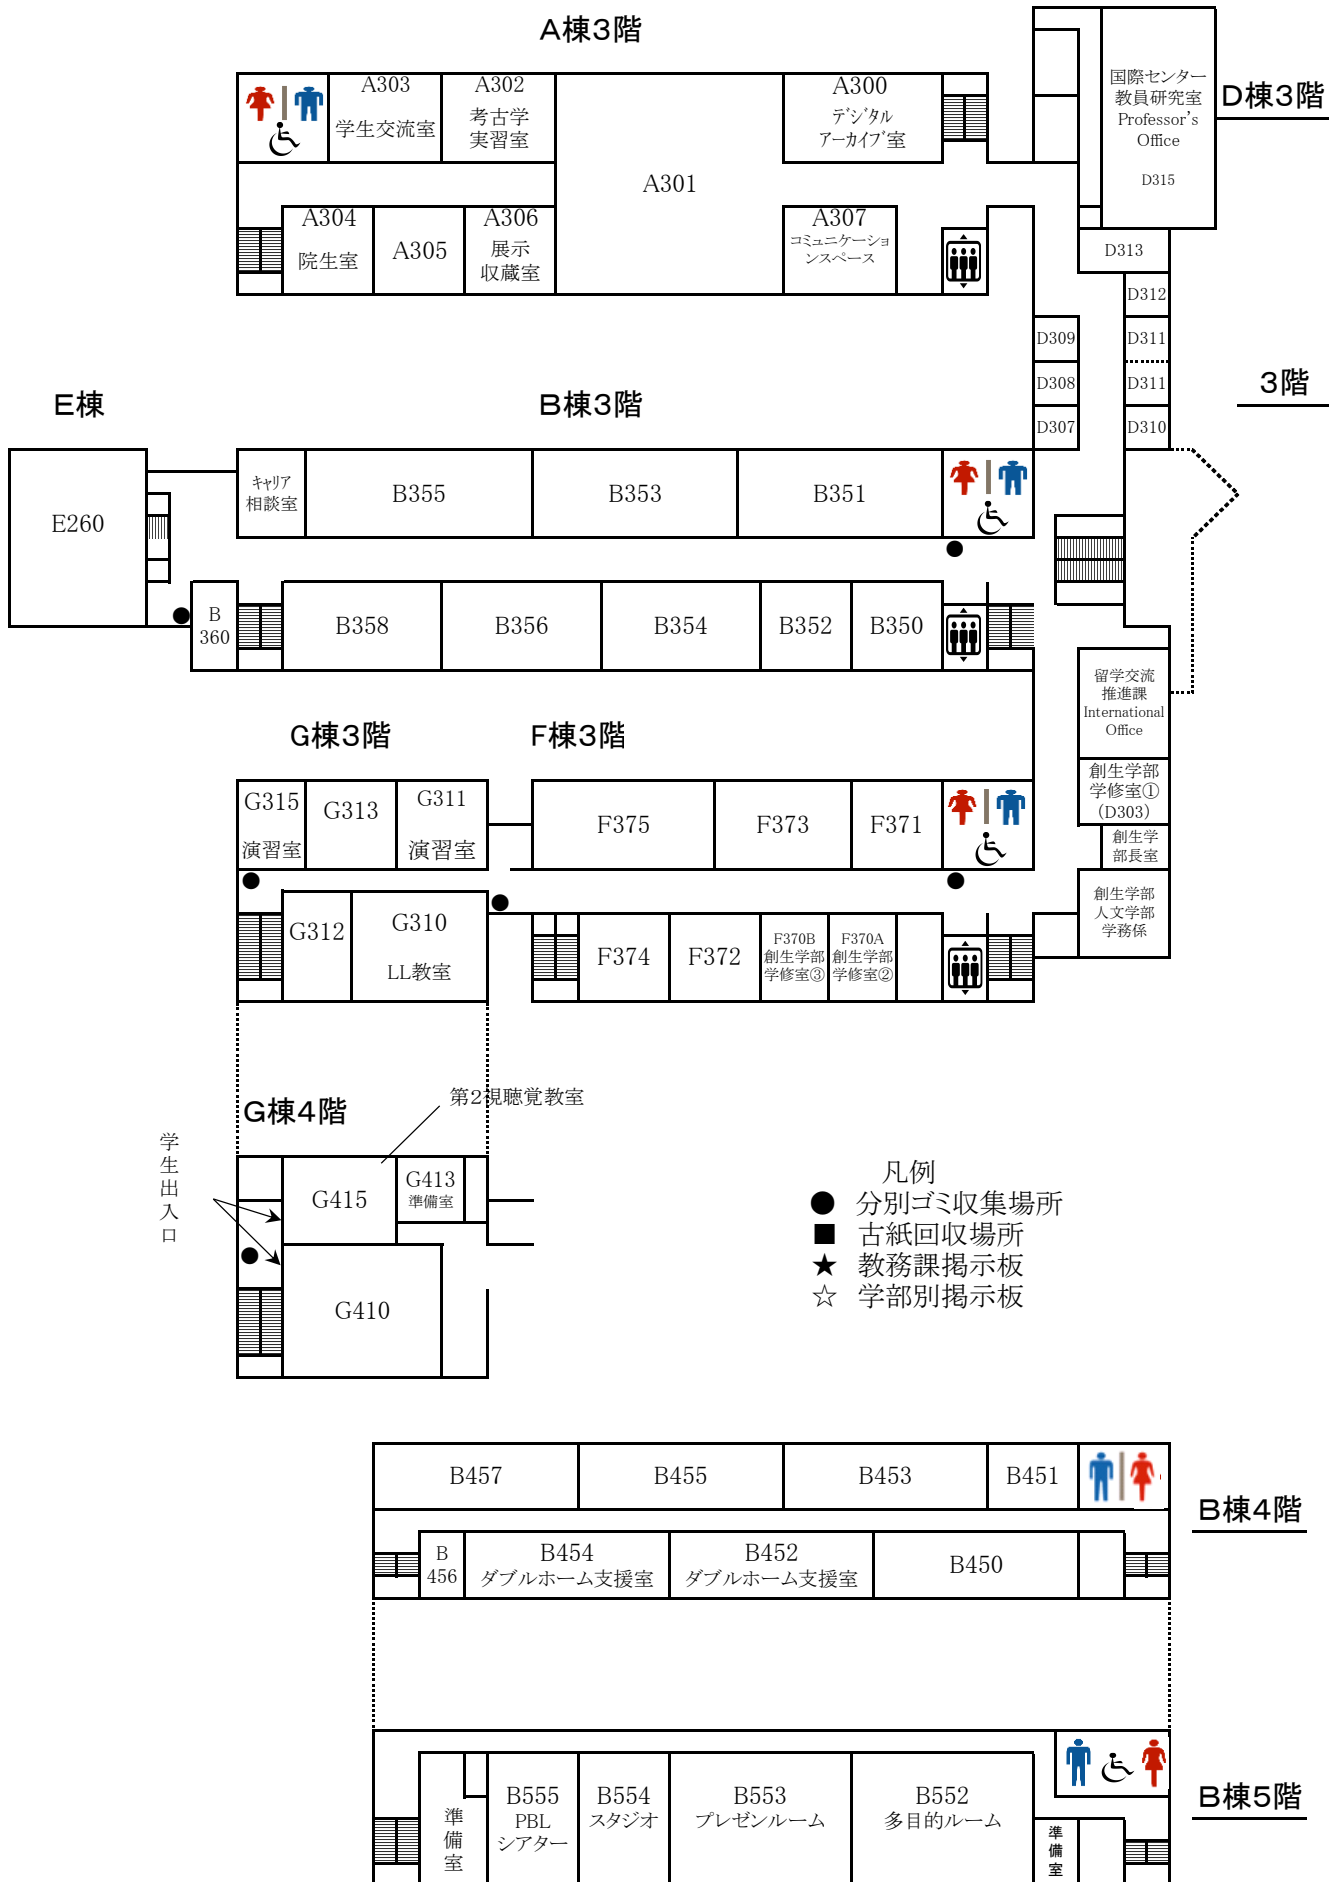 A棟3階
A303
学生交流室
A302
考古学
実習室
A301
A300
デジタル
アーカイブ室
国際センター
教員研究室
Professor's
Office
D315
D棟3階
A304
院生室
A305
A306
展示
収蔵室
A307
コミュニケーショ
ンスペース
D313
D312
D309
D311
D308
D311
D307
D310
3階
E棟
B棟3階
E260
キャリア
相談室
B355
B353
B351
B
360
B358
B356
B354
B352
B350
留学交流
推進課
International
Office
創生学部
学修室①
(D303)
創生学
部長室
創生学部
人文学部
学務係
G棟3階
F棟3階
G315
演習室
G313
G311
演習室
F375
F373
F371
G312
G310
LL教室
F374
F372
F370B
創生学部
学修室③
F370A
創生学部
学修室②
G棟4階
第2視聴覚教室
学生出入口
G415
G413
準備室
G410
凡例
● 分別ゴミ収集場所
■ 古紙回収場所
★ 教務課掲示板
☆ 学部別掲示板
B457
B455
B453
B451
B棟4階
B
456
B454
ダブルホーム支援室
B452
ダブルホーム支援室
B450
B棟5階
準備室
B555
PBL
シアター
B554
スタジオ
B553
プレゼンルーム
B552
多目的ルーム
準備室